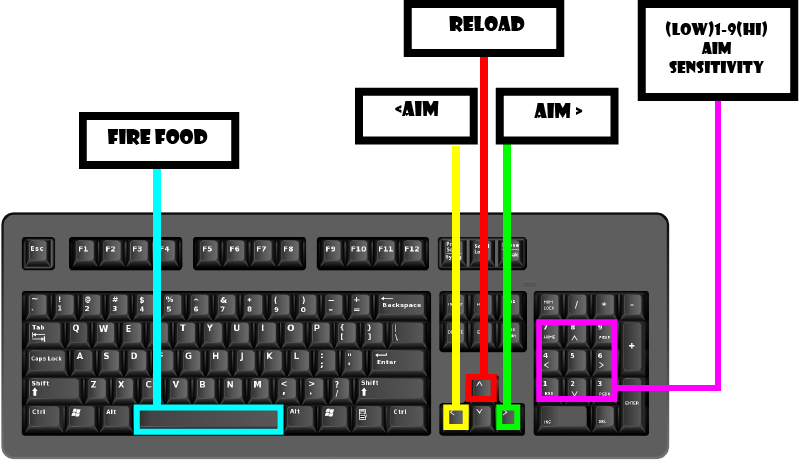 RELOAD
(LOW)1-9(HI)
AIM
SENSITIVITY
<AIM
AIM >
FIRE FOOD
Esc F1 F2 F3 F4 F5 F6 F7 F8 F9 F10 F11 F12
~ ! @ # $ % ^ & * ( ) _ +
1 2 3 4 5 6 7 8 9 0 - = Backspace
NUM LOCK / * -
Tab Q W E T Y U I O P { } |
[ ] \
7 8 9
HOME ^ PGUP +
Caps Lock A S D F G H J K L : "
; ' Enter
4 5 6
< >
Shift Z X C V B N M < > ? Shift
, . /
^
1 2 3
V PGDN ENTER
Ctrl Alt Alt Ctrl
V
INS DEL